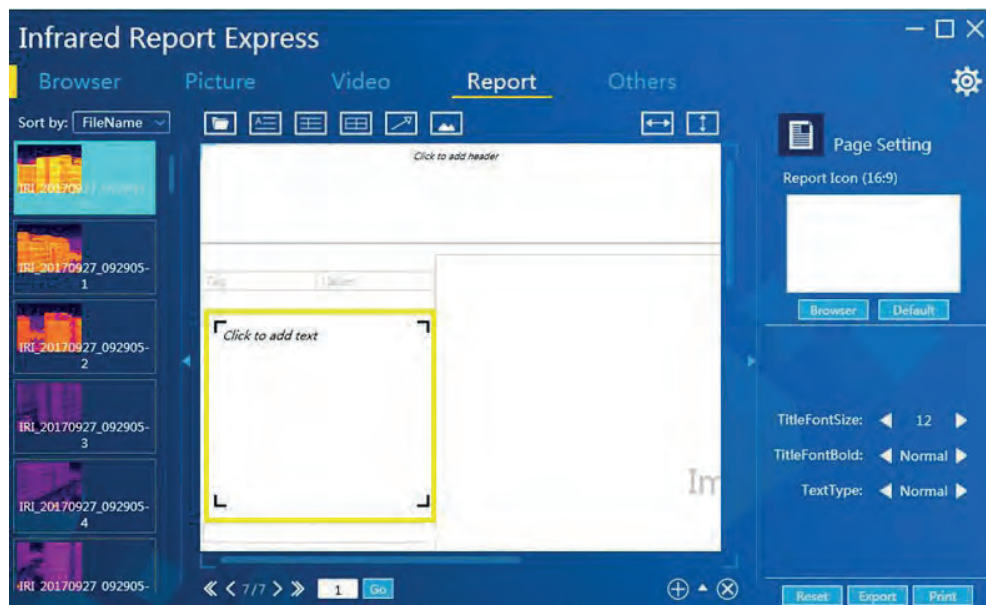 Infrared Report Express
Browser Picture Video Report Others
Sort by: FileName
IRI_20170927_092905-
1
IRI_20170927_092905-
2
IRI_20170927_092905-
3
IRI_20170927_092905-
4
IRI_20170927_092905-
Click to add header
Click to add text
Im
7/7 1 Go
Page Setting
Report Icon (16:9)
Browser Default
TitleFontSize: 12
TitleFontBold: Normal
TextType: Normal
Reset Export Print